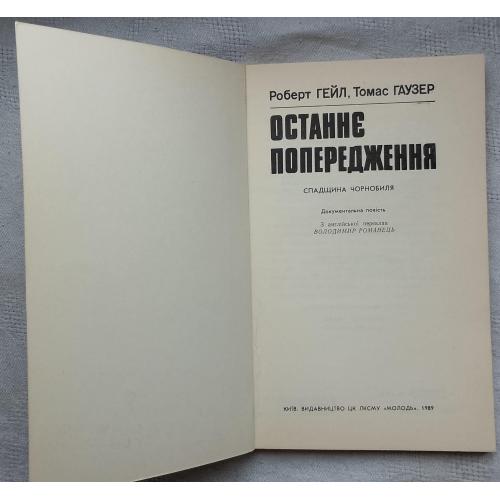 Роберт ГЕЙЛ, Томас ГАУЗЕР
ОСТАННЄ
ПОПЕРЕДЖЕННЯ
СПАДЩИНА ЧОРНОБИЛЯ
Документальна повість
З англійської переклав
ВОЛОДИМИР РОМАНЕЦЬ
КИЇВ. ВИДАВНИЦТВО ЦК ЛКСМУ «МОЛОДЬ». 1989